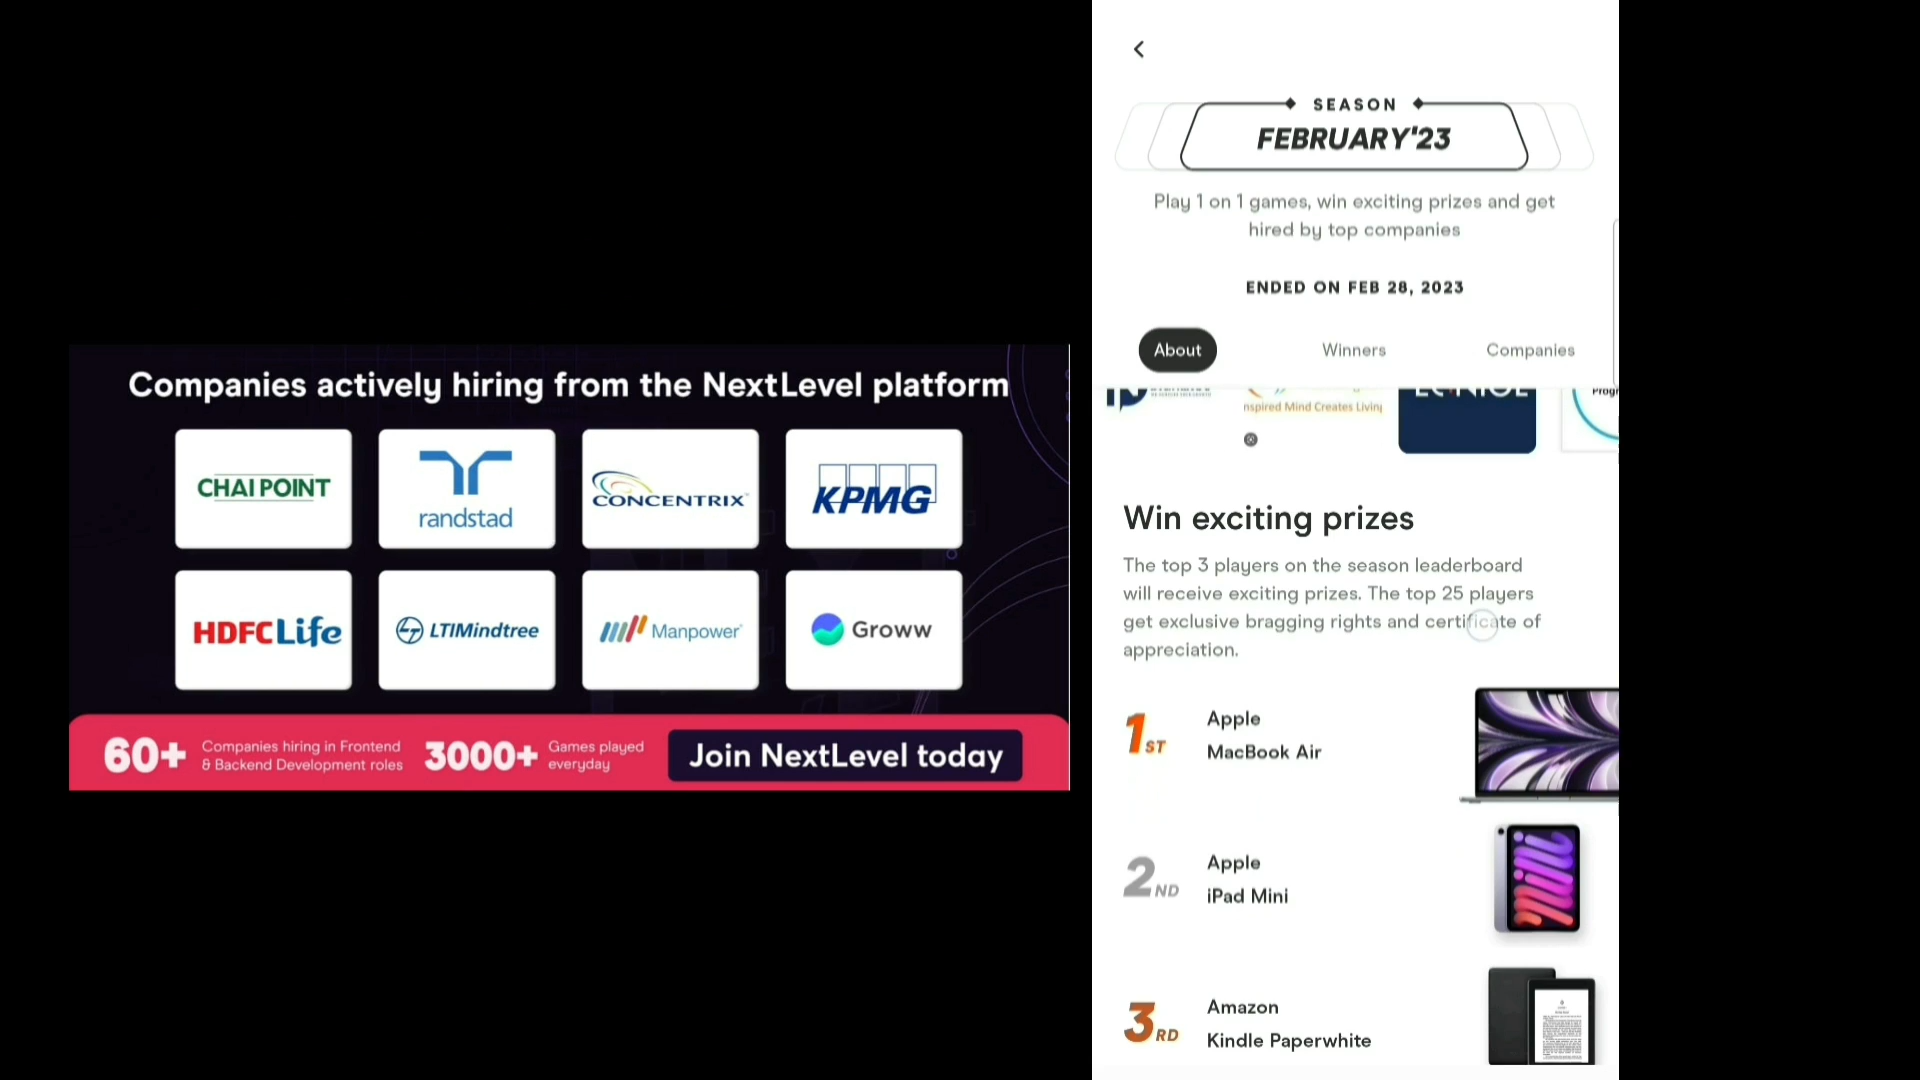 Companies actively hiring from the NextLevel platform
CHAI POINT
randstad
CONCENTRIX
KPMG
HDFC Life
LTIMindtree
Manpower
Groww
60+
Companies hiring in Frontend
& Backend Development roles
3000+
Games played
everyday
Join NextLevel today
SEASON
FEBRUARY'23
Play 1 on 1 games, win exciting prizes and get
hired by top companies
ENDED ON FEB 28, 2023
About
Winners
Companies
nspired Mind Creates Living
Progr
Win exciting prizes
The top 3 players on the season leaderboard
will receive exciting prizes. The top 25 players
get exclusive bragging rights and certificate of
appreciation.
1ST
Apple
MacBook Air
2ND
Apple
iPad Mini
3RD
Amazon
Kindle Paperwhite